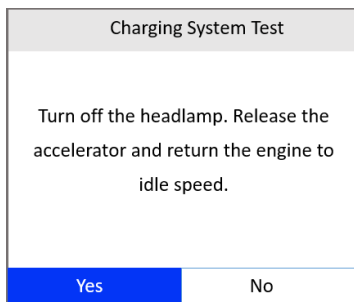 Charging System Test
Turn off the headlamp. Release the
accelerator and return the engine to
idle speed.
Yes No